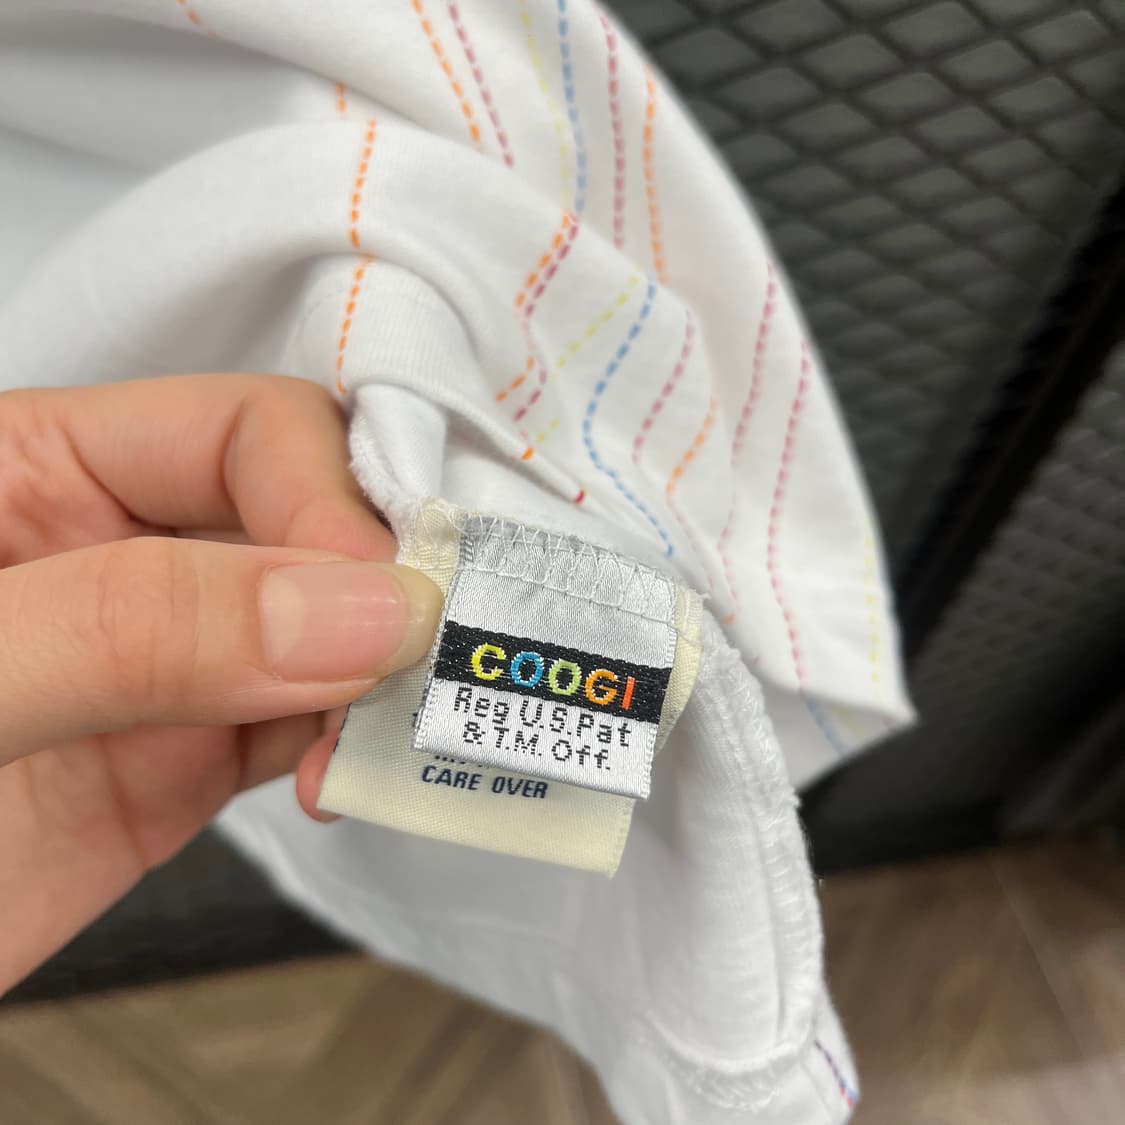 COOGI
Reg U.S.Pat
& T.M. Off.
CARE OVER